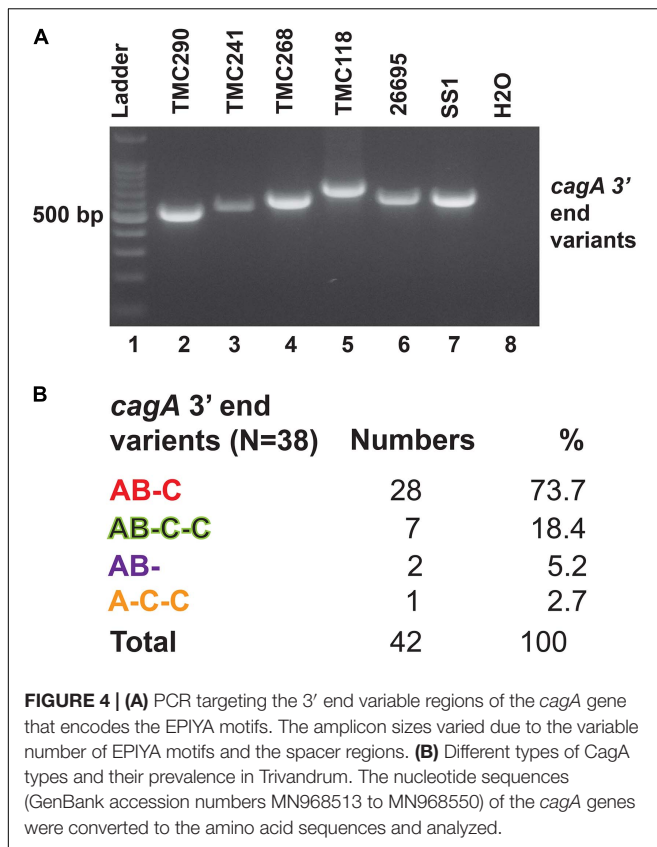 A
Ladder
TMC290
TMC241
TMC268
TMC118
26695
SS1
H2O
500 bp
cagA 3'
end
variants
1 2 3 4 5 6 7 8
B
cagA 3' end
varients (N=38) Numbers %
AB-C 28 73.7
AB-C-C 7 18.4
AB- 2 5.2
A-C-C 1 2.7
Total 42 100
FIGURE 4 | (A) PCR targeting the 3′ end variable regions of the cagA gene
that encodes the EPIYA motifs. The amplicon sizes varied due to the variable
number of EPIYA motifs and the spacer regions. (B) Different types of CagA
types and their prevalence in Trivandrum. The nucleotide sequences
(GenBank accession numbers MN968513 to MN968550) of the cagA genes
were converted to the amino acid sequences and analyzed.